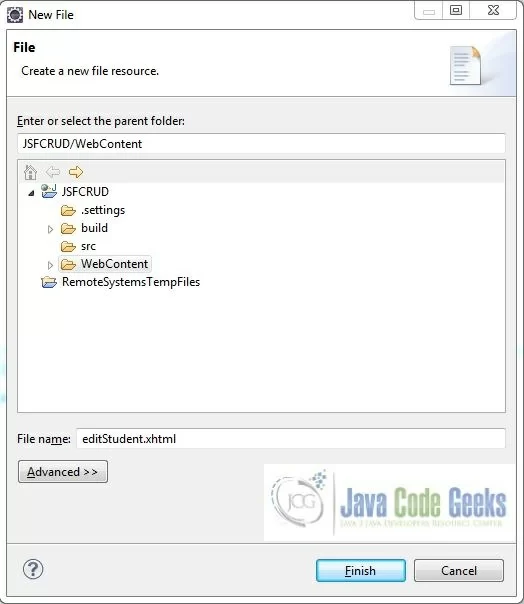 New File
File
Create a new file resource.
Enter or select the parent folder:
JSFCRUD/WebContent
JSFCRUD
.settings
build
src
WebContent
RemoteSystemsTempFiles
File name: editStudent.xhtml
Advanced >>
JCG
Java Code Geeks
Java 2 Java Developers Resource Center
?
Finish Cancel